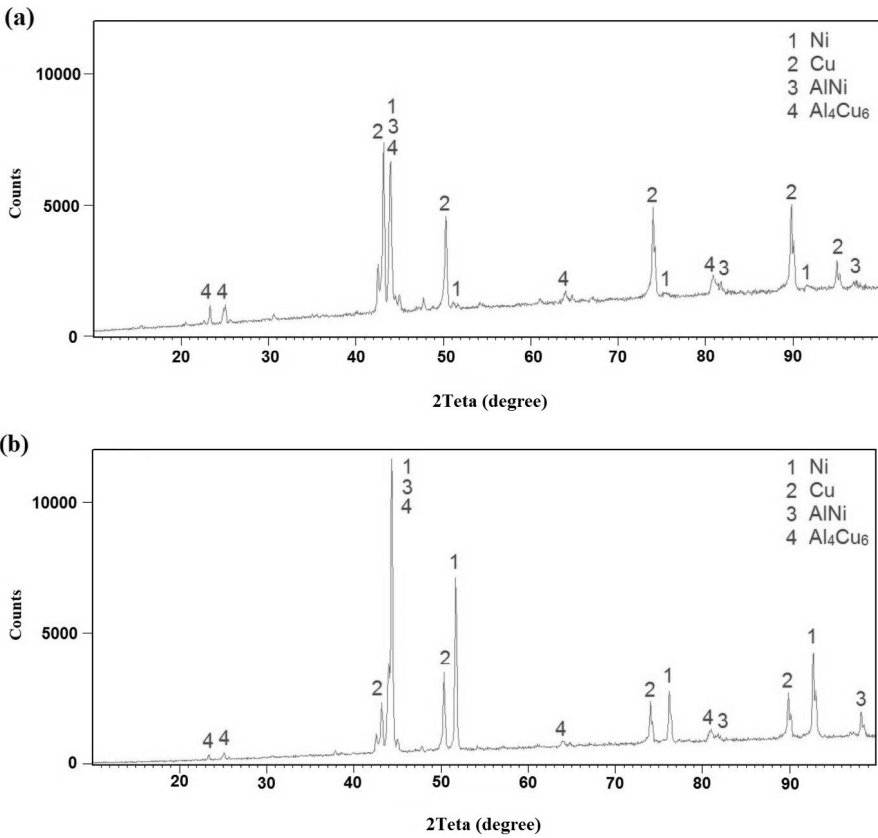 (a)
1 Ni
2 Cu
3 AlNi
4 Al₄Cu₆
10000
5000
0
Counts
4 4 2 1 3 4 2 1 4 2 1 4 3 2 1 2 3
20 30 40 50 60 70 80 90
2Teta (degree)
(b)
1 Ni
2 Cu
3 AlNi
4 Al₄Cu₆
10000
5000
0
Counts
4 4 2 1 3 4 2 1 4 2 1 4 3 2 1 3
20 30 40 50 60 70 80 90
2Teta (degree)